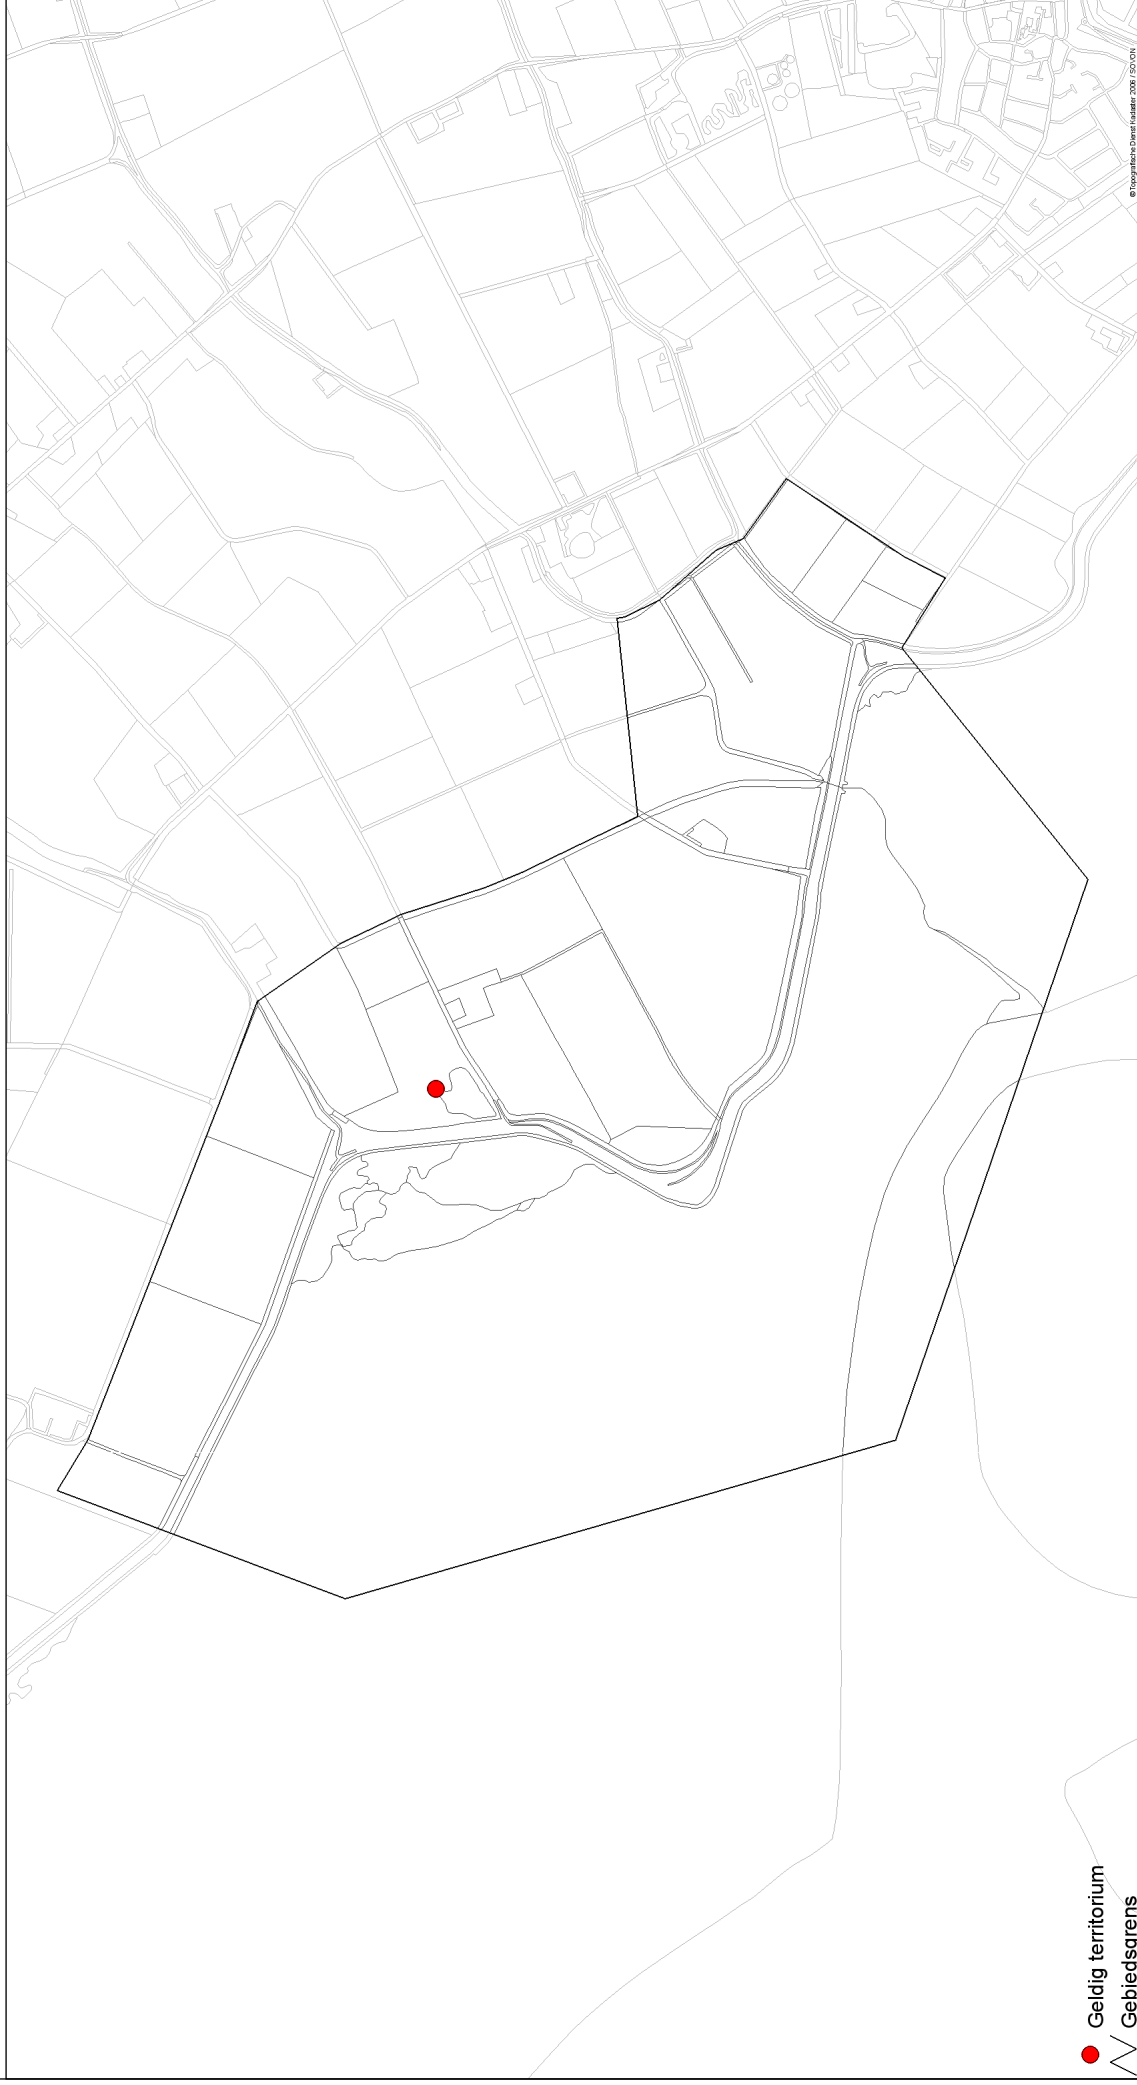 © Topografische Dienst Kadaster 2006 / SOVON
Geldig territorium
Gebiedsgrens